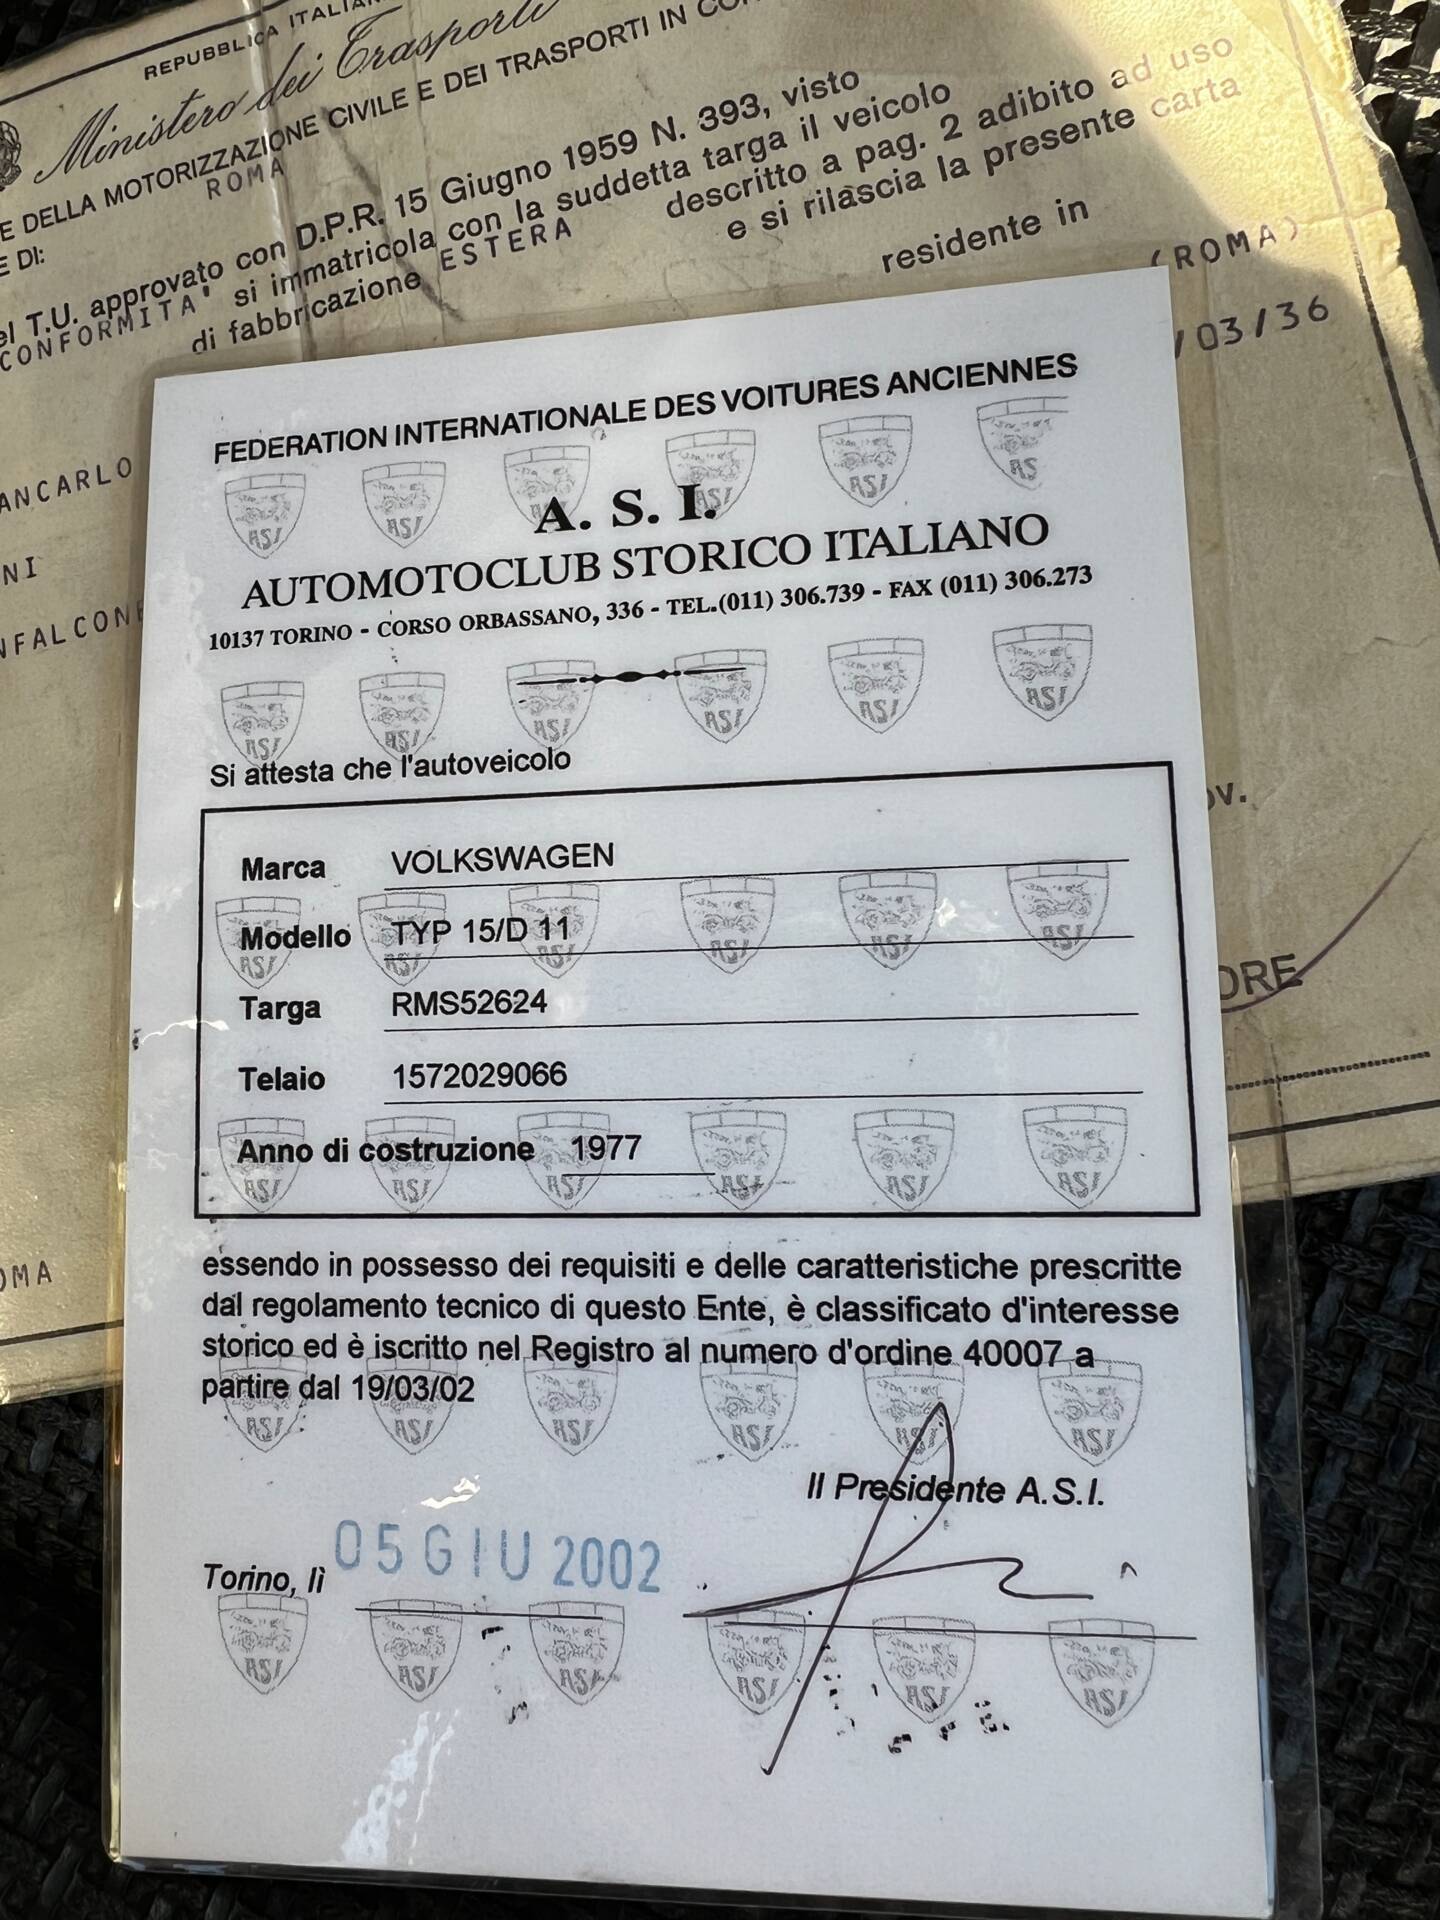 REPUBBLICA ITALIANA
Ministero dei Trasporti
E DELLA MOTORIZZAZIONE CIVILE E DEI TRASPORTI IN
E DI:
ROMA
el T.U. approvato con D.P.R. 15 Giugno 1959 N. 393, visto
CONFORMITA' si immatricola con la suddetta targa il veicolo
di fabbricazione ESTERA
descritto a pag. 2 adibito ad uso
e si rilascia la presente carta
residente in
(ROMA)
/03/36
ANCARLO
NI
NFALCONE
OV.
ORE
OMA
FEDERATION INTERNATIONALE DES VOITURES ANCIENNES
A. S. I.
AUTOMOTOCLUB STORICO ITALIANO
10137 TORINO - CORSO ORBASSANO, 336 - TEL.(011) 306.739 - FAX (011) 306.273
Si attesta che l'autoveicolo
Marca VOLKSWAGEN
Modello TYP 15/D 11
Targa RMS52624
Telaio 1572029066
Anno di costruzione 1977
essendo in possesso dei requisiti e delle caratteristiche prescritte
dal regolamento tecnico di questo Ente, è classificato d'interesse
storico ed è iscritto nel Registro al numero d'ordine 40007 a
partire dal 19/03/02
Il Presidente A.S.I.
Torino, lì 05 GIU 2002